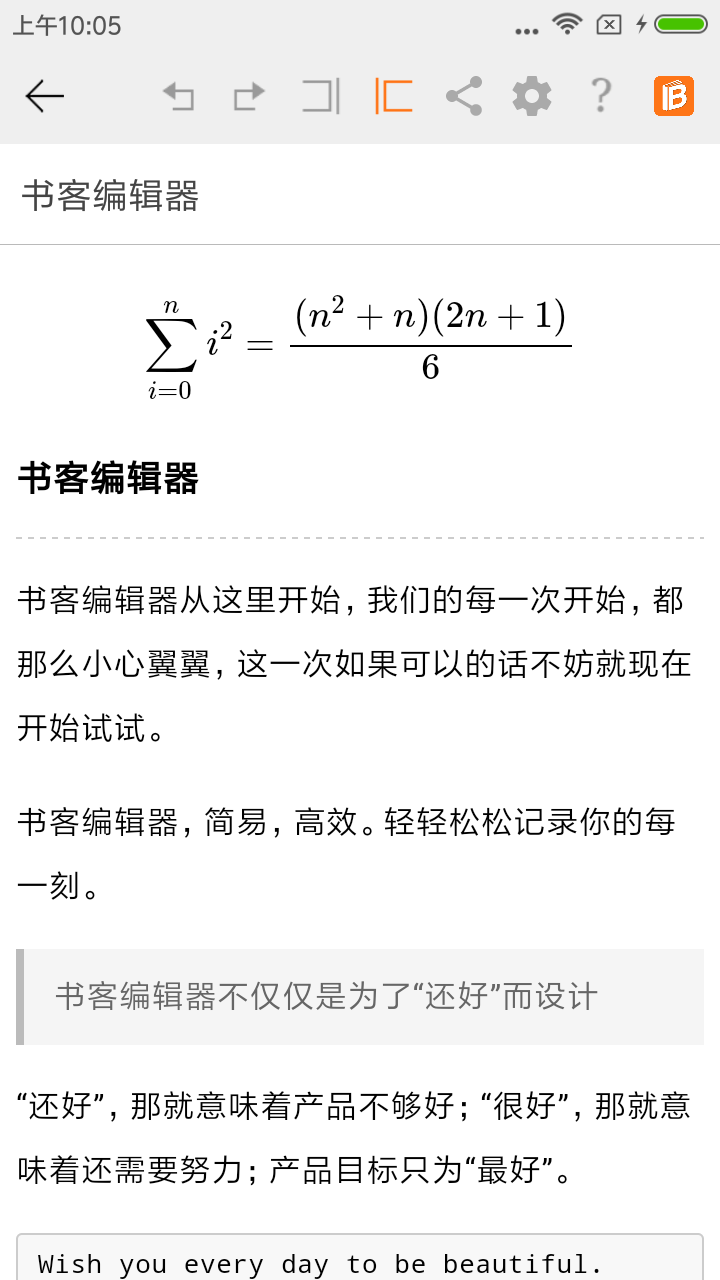 上午10:05
书客编辑器
\sum_{i=0}^{n} i^2 = \frac{(n^2+n)(2n+1)}{6}
书客编辑器
书客编辑器从这里开始，我们的每一次开始，都
那么小心翼翼，这一次如果可以的话不妨就现在
开始试试。
书客编辑器，简易，高效。轻轻松松记录你的每
一刻。
书客编辑器不仅仅是为了“还好”而设计
“还好”，那就意味着产品不够好；“很好”，那就意
味着还需要努力；产品目标只为“最好”。
Wish you every day to be beautiful.